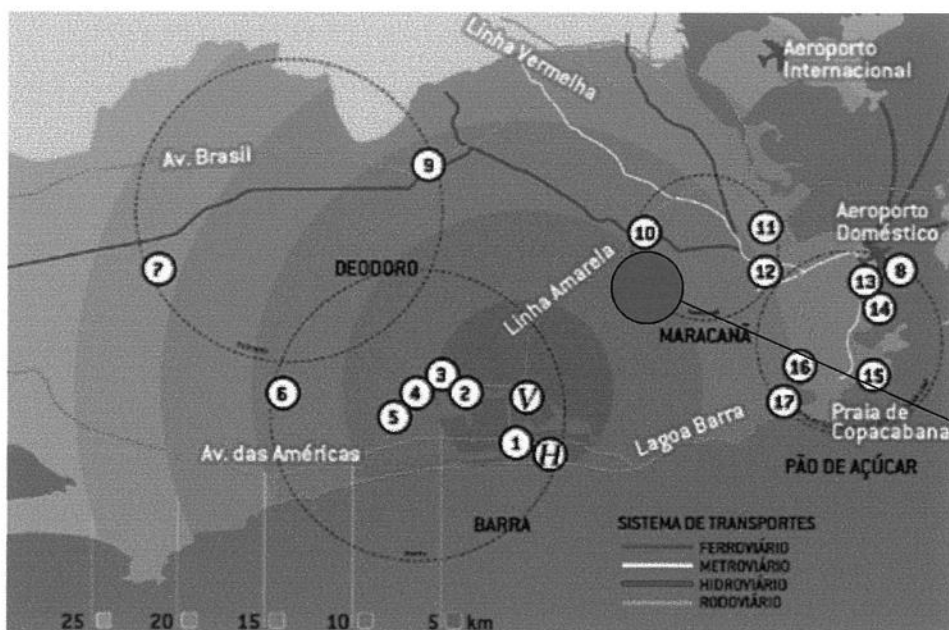 Linha Vermelha
Aeroporto
Internacional
Av. Brasil
9
10
11
Aeroporto
Doméstico
7
DEODORO
Linha Amarela
12
13
8
14
MARACANÃ
6
3
4
2
5
V
16
15
17
1
H
Av. das Américas
Lagoa Barra
Praia de
Copacabana
PÃO DE AÇÚCAR
BARRA
SISTEMA DE TRANSPORTES
FERROVIÁRIO
METROVIÁRIO
HIDROVIÁRIO
RODOVIÁRIO
25
20
15
10
5 km